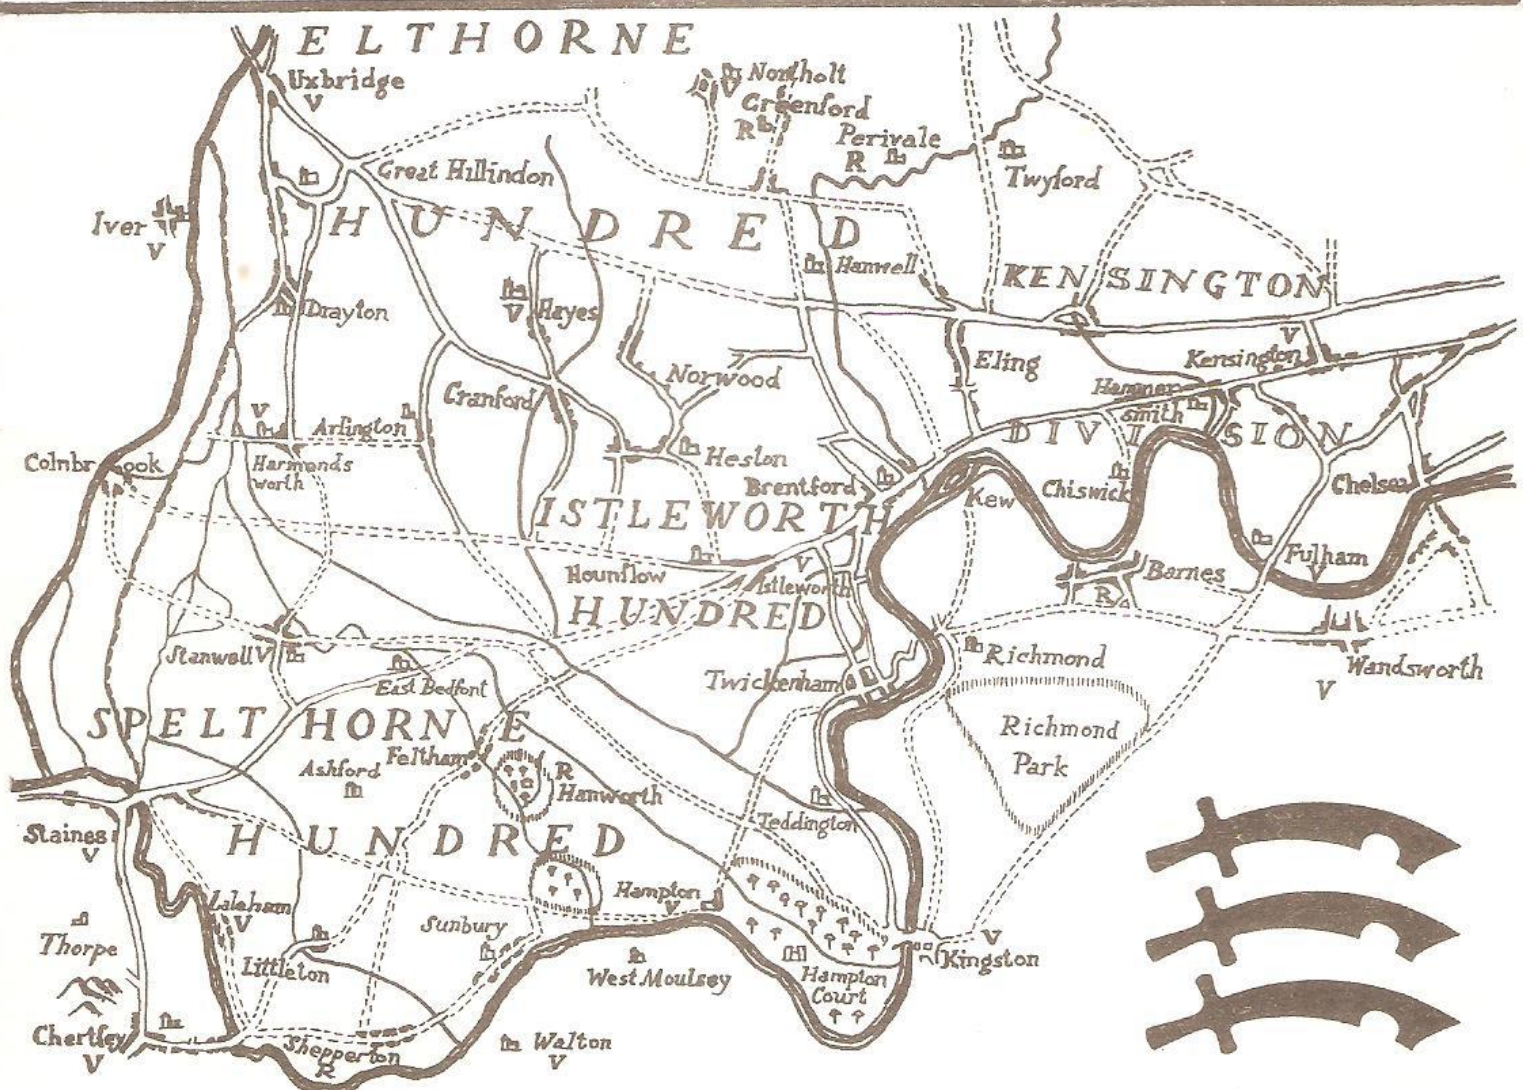 ELTHORNE
Uxbridge
V
Northolt
V
Greenford
R
Perivale
R
Twyford
Great Hillindon
HUNDRED
Iver
V
Hanwell
KENSINGTON
Drayton
Hayes
V
Eling
V
Kensington
Norwood
Cranford
Hammer
smith
V
Arlington
DIVISION
Colnbrook
Harmonds
worth
Heston
Brentford
Kew
Chiswick
Chelsea
ISTLEWORTH
Hounslow
V
Istleworth
Fulham
Barnes
R
HUNDRED
Stanwell V
East Bedfont
Twickenham
Richmond
Wandsworth
V
SPELTHORNE
Feltham
Ashford
R
Hanworth
Richmond
Park
Teddington
Staines
V
HUNDRED
Laleham
V
Hampton
V
Sunbury
Thorpe
Littleton
West Moulsey
H
Hampton
Court
V
Kingston
Chertsey
V
Shepperton
R
Walton
V